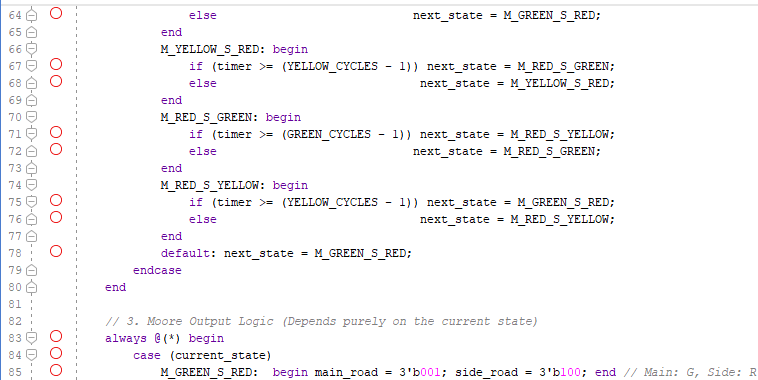 64 else next_state = M_GREEN_S_RED;
65 end
66 M_YELLOW_S_RED: begin
67 if (timer >= (YELLOW_CYCLES - 1)) next_state = M_RED_S_GREEN;
68 else next_state = M_YELLOW_S_RED;
69 end
70 M_RED_S_GREEN: begin
71 if (timer >= (GREEN_CYCLES - 1)) next_state = M_RED_S_YELLOW;
72 else next_state = M_RED_S_GREEN;
73 end
74 M_RED_S_YELLOW: begin
75 if (timer >= (YELLOW_CYCLES - 1)) next_state = M_GREEN_S_RED;
76 else next_state = M_RED_S_YELLOW;
77 end
78 default: next_state = M_GREEN_S_RED;
79 endcase
80 end
81
82 // 3. Moore Output Logic (Depends purely on the current state)
83 always @(*) begin
84 case (current_state)
85 M_GREEN_S_RED: begin main_road = 3'b001; side_road = 3'b100; end // Main: G, Side: R